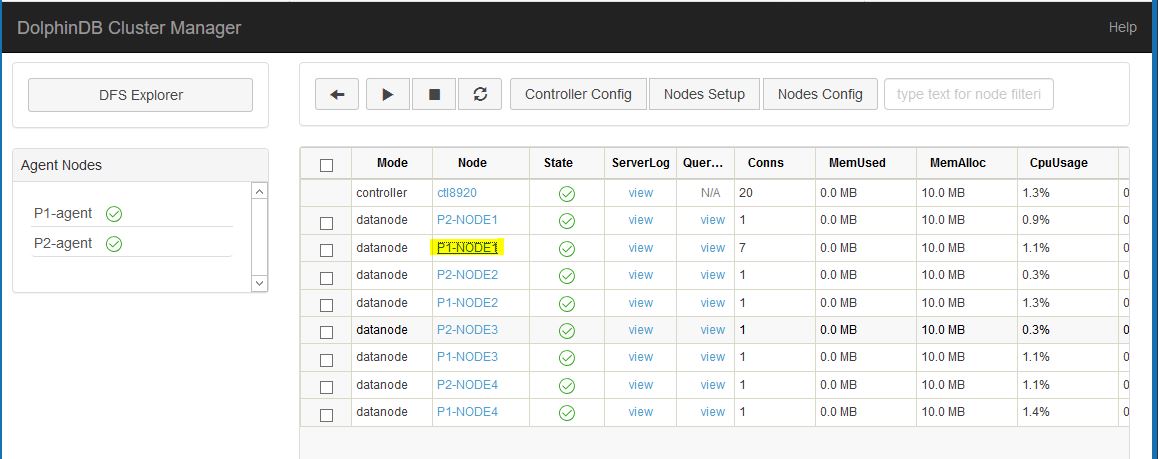 DolphinDB Cluster Manager Help
DFS Explorer
Controller Config Nodes Setup Nodes Config type text for node filteri
Agent Nodes
P1-agent
P2-agent
Mode Node State ServerLog Quer... Conns MemUsed MemAlloc CpuUsage
controller ctl8920 view N/A 20 0.0 MB 10.0 MB 1.3% 0
datanode P2-NODE1 view view 1 0.0 MB 10.0 MB 0.9% 0
datanode P1-NODE1 view view 7 0.0 MB 10.0 MB 1.1% 0
datanode P2-NODE2 view view 1 0.0 MB 10.0 MB 0.3% 0
datanode P1-NODE2 view view 1 0.0 MB 10.0 MB 1.3% 0
datanode P2-NODE3 view view 1 0.0 MB 10.0 MB 0.3% 0
datanode P1-NODE3 view view 1 0.0 MB 10.0 MB 1.1% 0
datanode P2-NODE4 view view 1 0.0 MB 10.0 MB 1.1% 0
datanode P1-NODE4 view view 1 0.0 MB 10.0 MB 1.4% 0